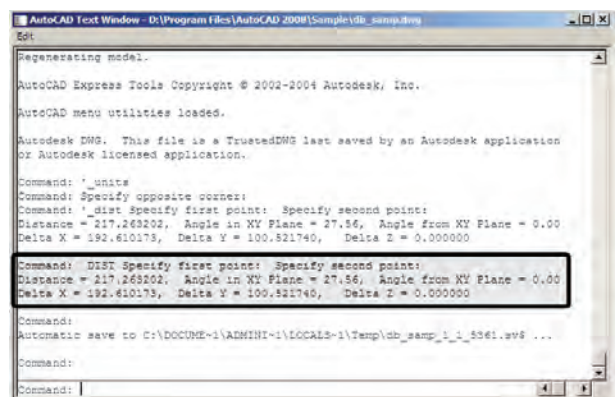 AutoCAD Text Window - D:\Program Files\AutoCAD 2008\Sample\db_samp.dwg
Edit
Regenerating model.
AutoCAD Express Tools Copyright © 2002-2004 Autodesk, Inc.
AutoCAD menu utilities loaded.
Autodesk DWG.  This file is a TrustedDWG last saved by an Autodesk application
or Autodesk licensed application.
Command: '_units
Command: Specify opposite corner:
Command: '_dist Specify first point:  Specify second point:
Distance = 217.263202,  Angle in XY Plane = 27.56,  Angle from XY Plane = 0.00
Delta X = 192.610173,  Delta Y = 100.521740,   Delta Z = 0.000000
Command:  DIST Specify first point:  Specify second point:
Distance = 217.263202,  Angle in XY Plane = 27.56,  Angle from XY Plane = 0.00
Delta X = 192.610173,  Delta Y = 100.521740,   Delta Z = 0.000000
Command:
Automatic save to C:\DOCUME~1\ADMINI~1\LOCALS~1\Temp\db_samp_1_1_5361.sv$ ...
Command:
Command: